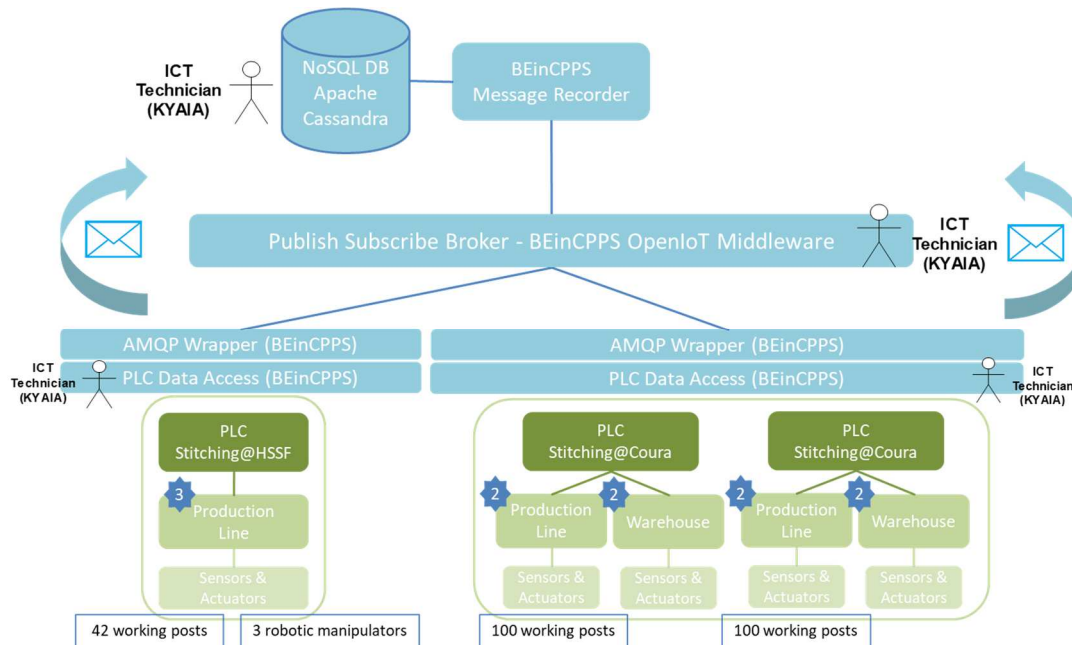 ICT
Technician
(KYAIA)
NoSQL DB
Apache
Cassandra
BEinCPPS
Message Recorder
Publish Subscribe Broker - BEinCPPS OpenIoT Middleware
ICT
Technician
(KYAIA)
AMQP Wrapper (BEinCPPS)
AMQP Wrapper (BEinCPPS)
ICT
Technician
(KYAIA)
PLC Data Access (BEinCPPS)
PLC Data Access (BEinCPPS)
ICT
Technician
(KYAIA)
PLC
Stitching@HSSF
PLC
Stitching@Coura
PLC
Stitching@Coura
3
Production
Line
2
Production
Line
2
Warehouse
2
Production
Line
2
Warehouse
Sensors &
Actuators
Sensors &
Actuators
Sensors &
Actuators
Sensors &
Actuators
Sensors &
Actuators
42 working posts
3 robotic manipulators
100 working posts
100 working posts